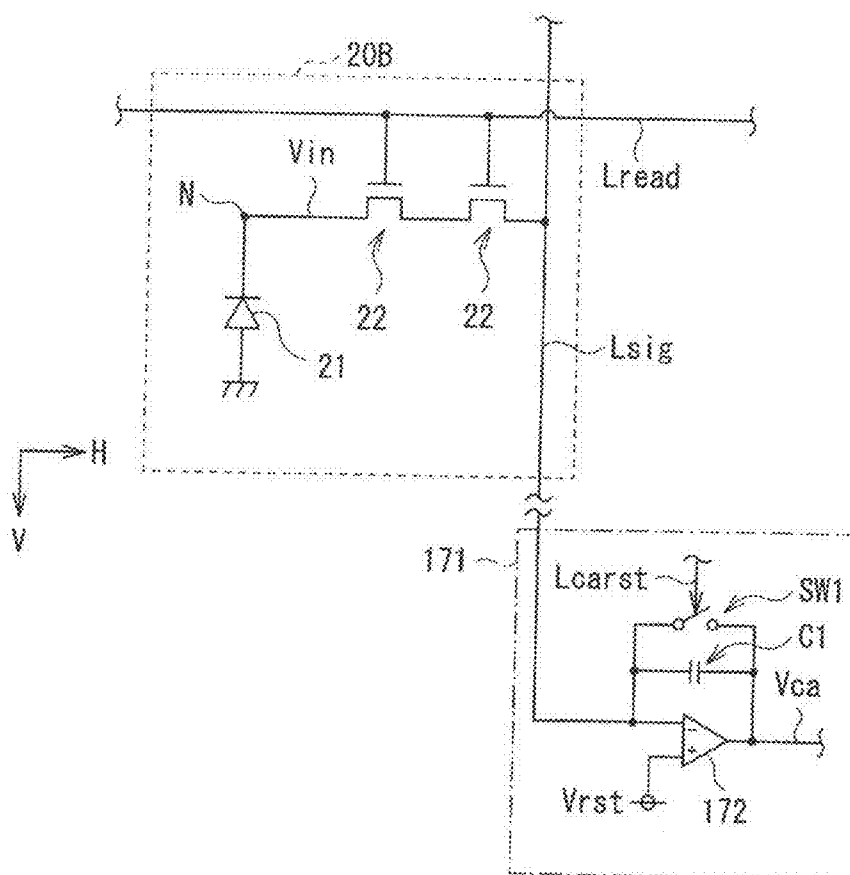 20B
Lread
Vin
N
22
22
21
Lsig
H
V
171
Lcarst
SW1
C1
Vca
Vrst
172
-
+